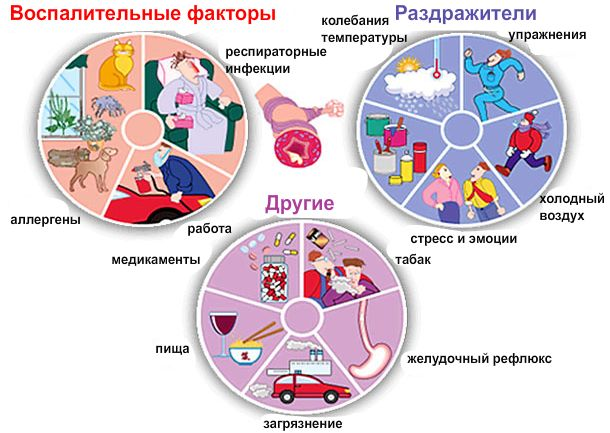 Воспалительные факторы
респираторные
инфекции
аллергены
работа
Раздражители
колебания
температуры
упражнения
холодный
воздух
стресс и эмоции
Другие
медикаменты
табак
пища
желудочный рефлюкс
загрязнение